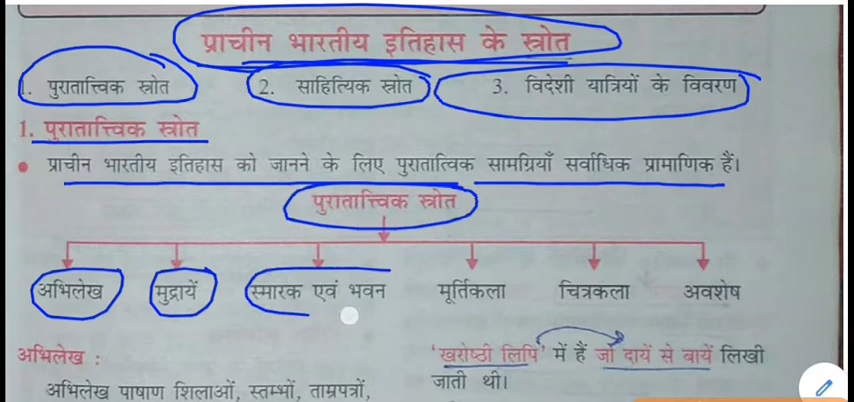 प्राचीन भारतीय इतिहास के स्त्रोत
1. पुरातात्त्विक स्त्रोत 2. साहित्यिक स्त्रोत 3. विदेशी यात्रियों के विवरण
1. पुरातात्त्विक स्त्रोत
• प्राचीन भारतीय इतिहास को जानने के लिए पुरातात्विक सामग्रियाँ सर्वाधिक प्रामाणिक हैं।
पुरातात्त्विक स्त्रोत
अभिलेख मुद्रायें स्मारक एवं भवन मूर्तिकला चित्रकला अवशेष
अभिलेख :
अभिलेख पाषाण शिलाओं, स्तम्भों, ताम्रपत्रों,
'खरोष्ठी लिपि' में हैं जो दायें से बायें लिखी
जाती थी।